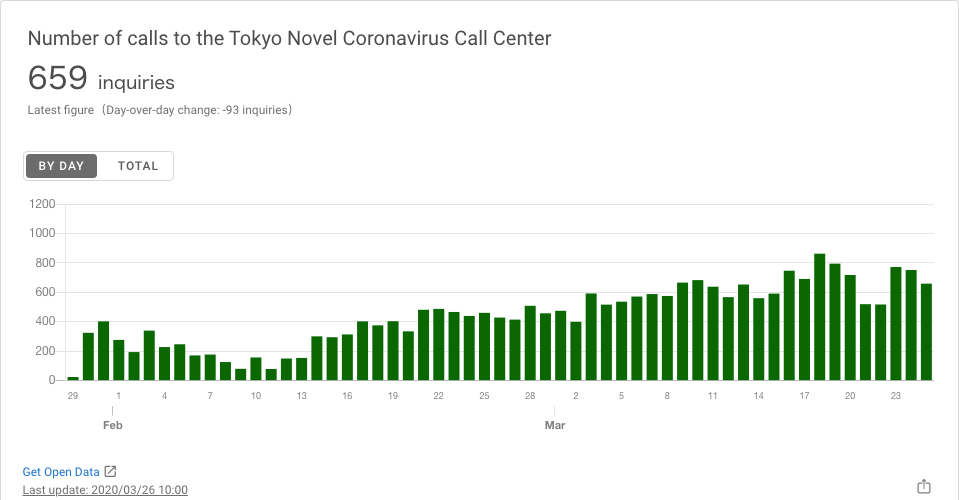 Number of calls to the Tokyo Novel Coronavirus Call Center
659 inquiries
Latest figure (Day-over-day change: -93 inquiries)
BY DAY TOTAL
1200
1000
800
600
400
200
0
29 1 4 7 10 13 16 19 22 25 28 2 5 8 11 14 17 20 23
Feb Mar
Get Open Data
Last update: 2020/03/26 10:00